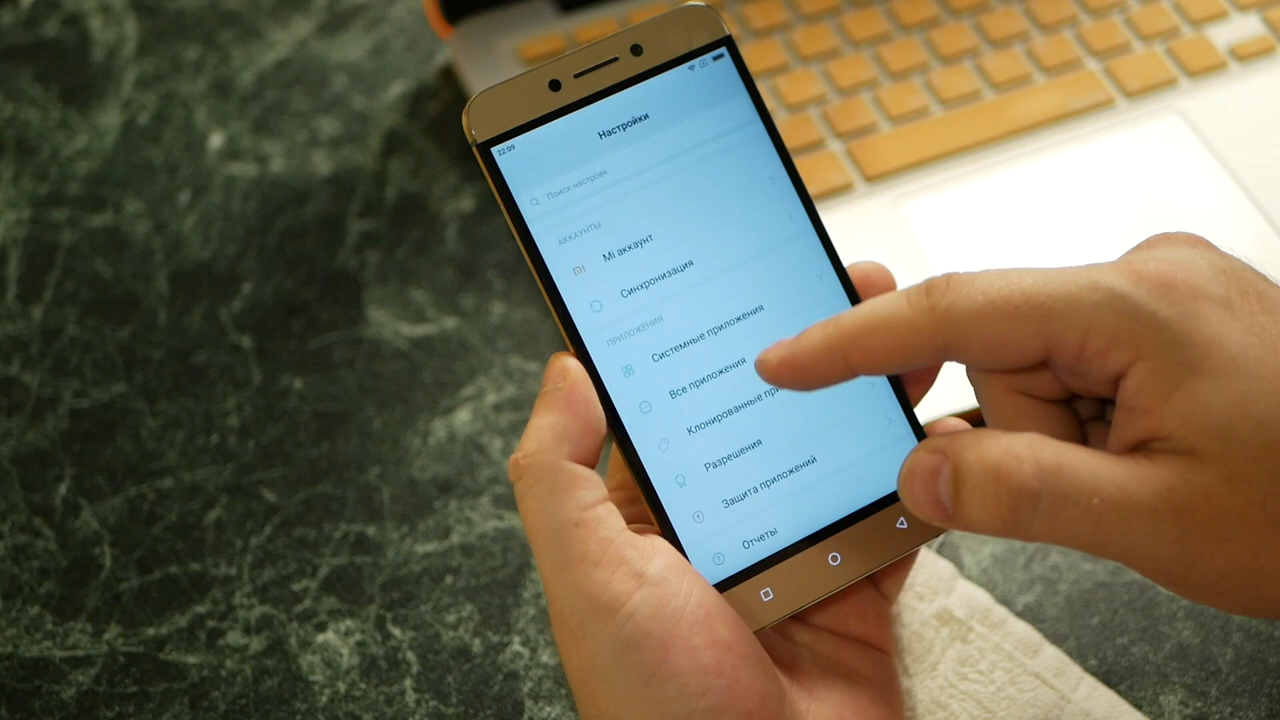 22:09
Настройки
Поиск настроек
АККАУНТЫ
Mi аккаунт
Синхронизация
ПРИЛОЖЕНИЯ
Системные приложения
Все приложения
Клонированные при
Разрешения
Защита приложений
Отчеты